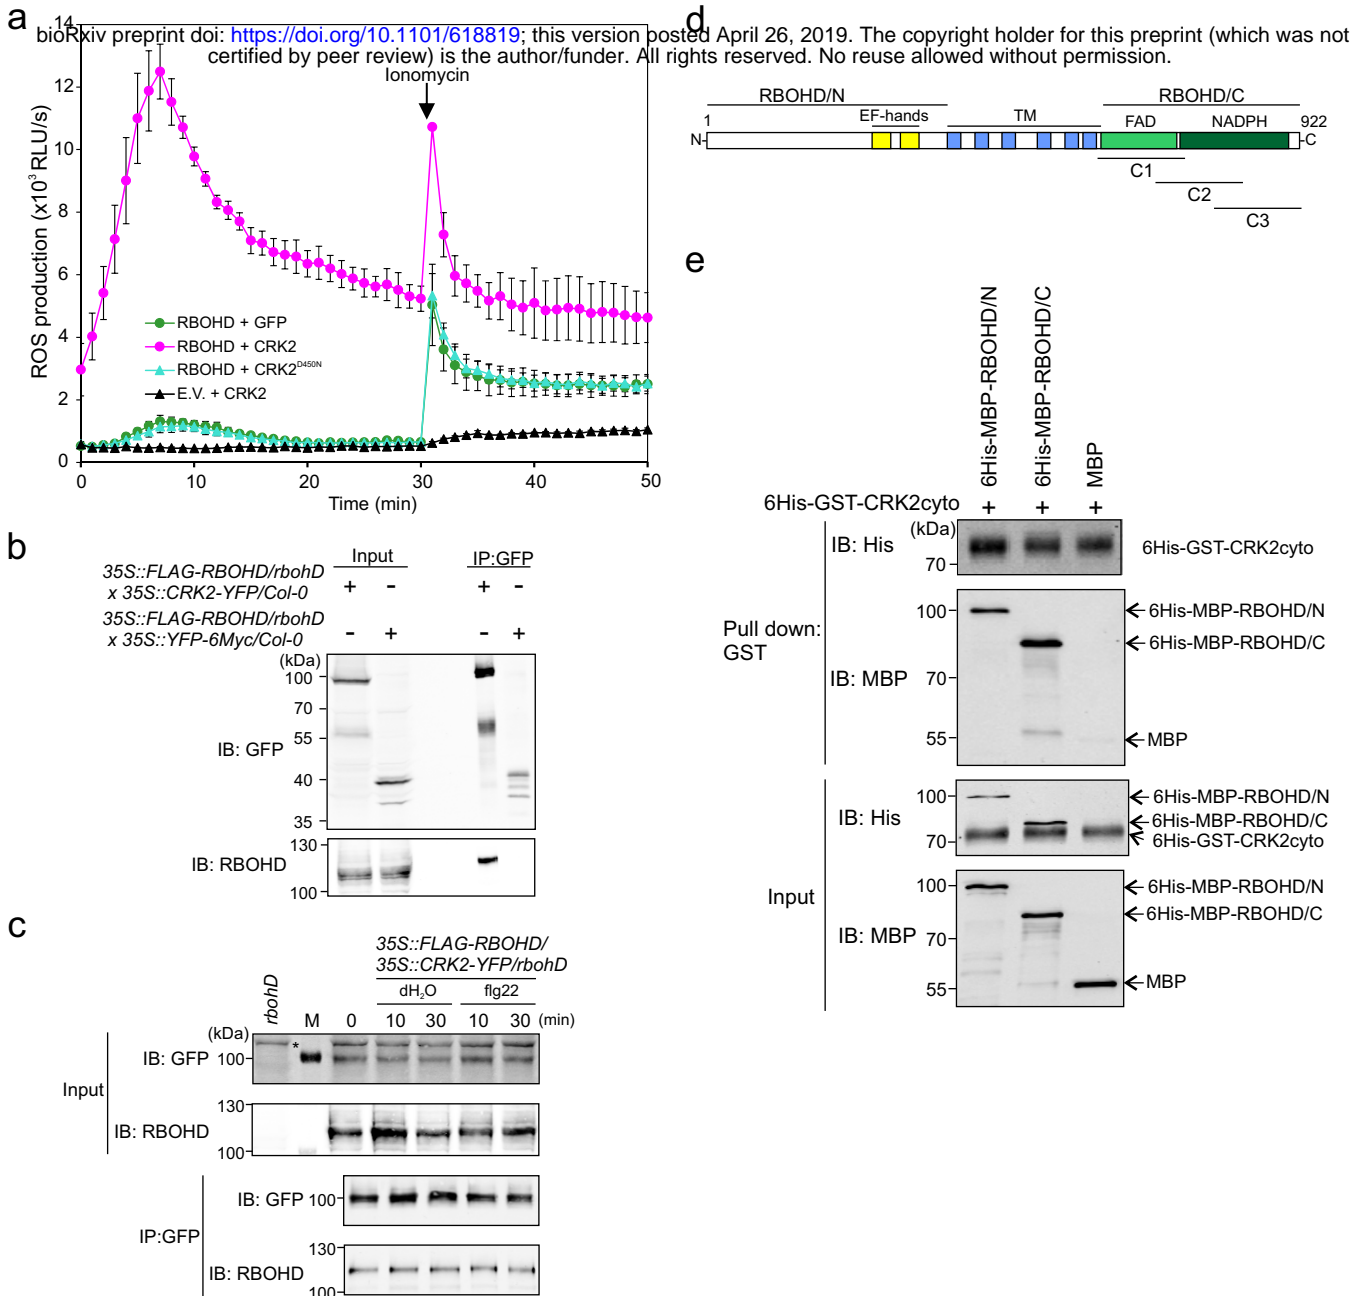 bioRxiv preprint doi: https://doi.org/10.1101/618819; this version posted April 26, 2019. The copyright holder for this preprint (which was not
certified by peer review) is the author/funder. All rights reserved. No reuse allowed without permission.
a
14
12
10
8
6
4
2
0
ROS production (x10³ RLU/s)
Ionomycin
RBOHD + GFP
RBOHD + CRK2
RBOHD + CRK2D450N
E.V. + CRK2
0 10 20 30 40 50
Time (min)
b
Input IP:GFP
35S::FLAG-RBOHD/rbohD
x 35S::CRK2-YFP/Col-0 + - + -
35S::FLAG-RBOHD/rbohD
x 35S::YFP-6Myc/Col-0 - + - +
(kDa)
100
70
55
IB: GFP
40
35
130
IB: RBOHD
100
c
35S::FLAG-RBOHD/
35S::CRK2-YFP/rbohD
rbohD
dH₂O flg22
M 0 10 30 10 30 (min)
(kDa)
*
Input
IB: GFP 100
130
IB: RBOHD
100
IP:GFP
IB: GFP 100
130
IB: RBOHD
100
d
RBOHD/N RBOHD/C
1 EF-hands TM FAD NADPH 922
N- -C
C1
C2
C3
e
6His-MBP-RBOHD/N
6His-MBP-RBOHD/C
MBP
6His-GST-CRK2cyto + + +
(kDa)
IB: His
70
6His-GST-CRK2cyto
Pull down:
GST
100 6His-MBP-RBOHD/N
6His-MBP-RBOHD/C
IB: MBP 70
55 MBP
Input
100 6His-MBP-RBOHD/N
IB: His 6His-MBP-RBOHD/C
70 6His-GST-CRK2cyto
100 6His-MBP-RBOHD/N
6His-MBP-RBOHD/C
IB: MBP 70
55 MBP